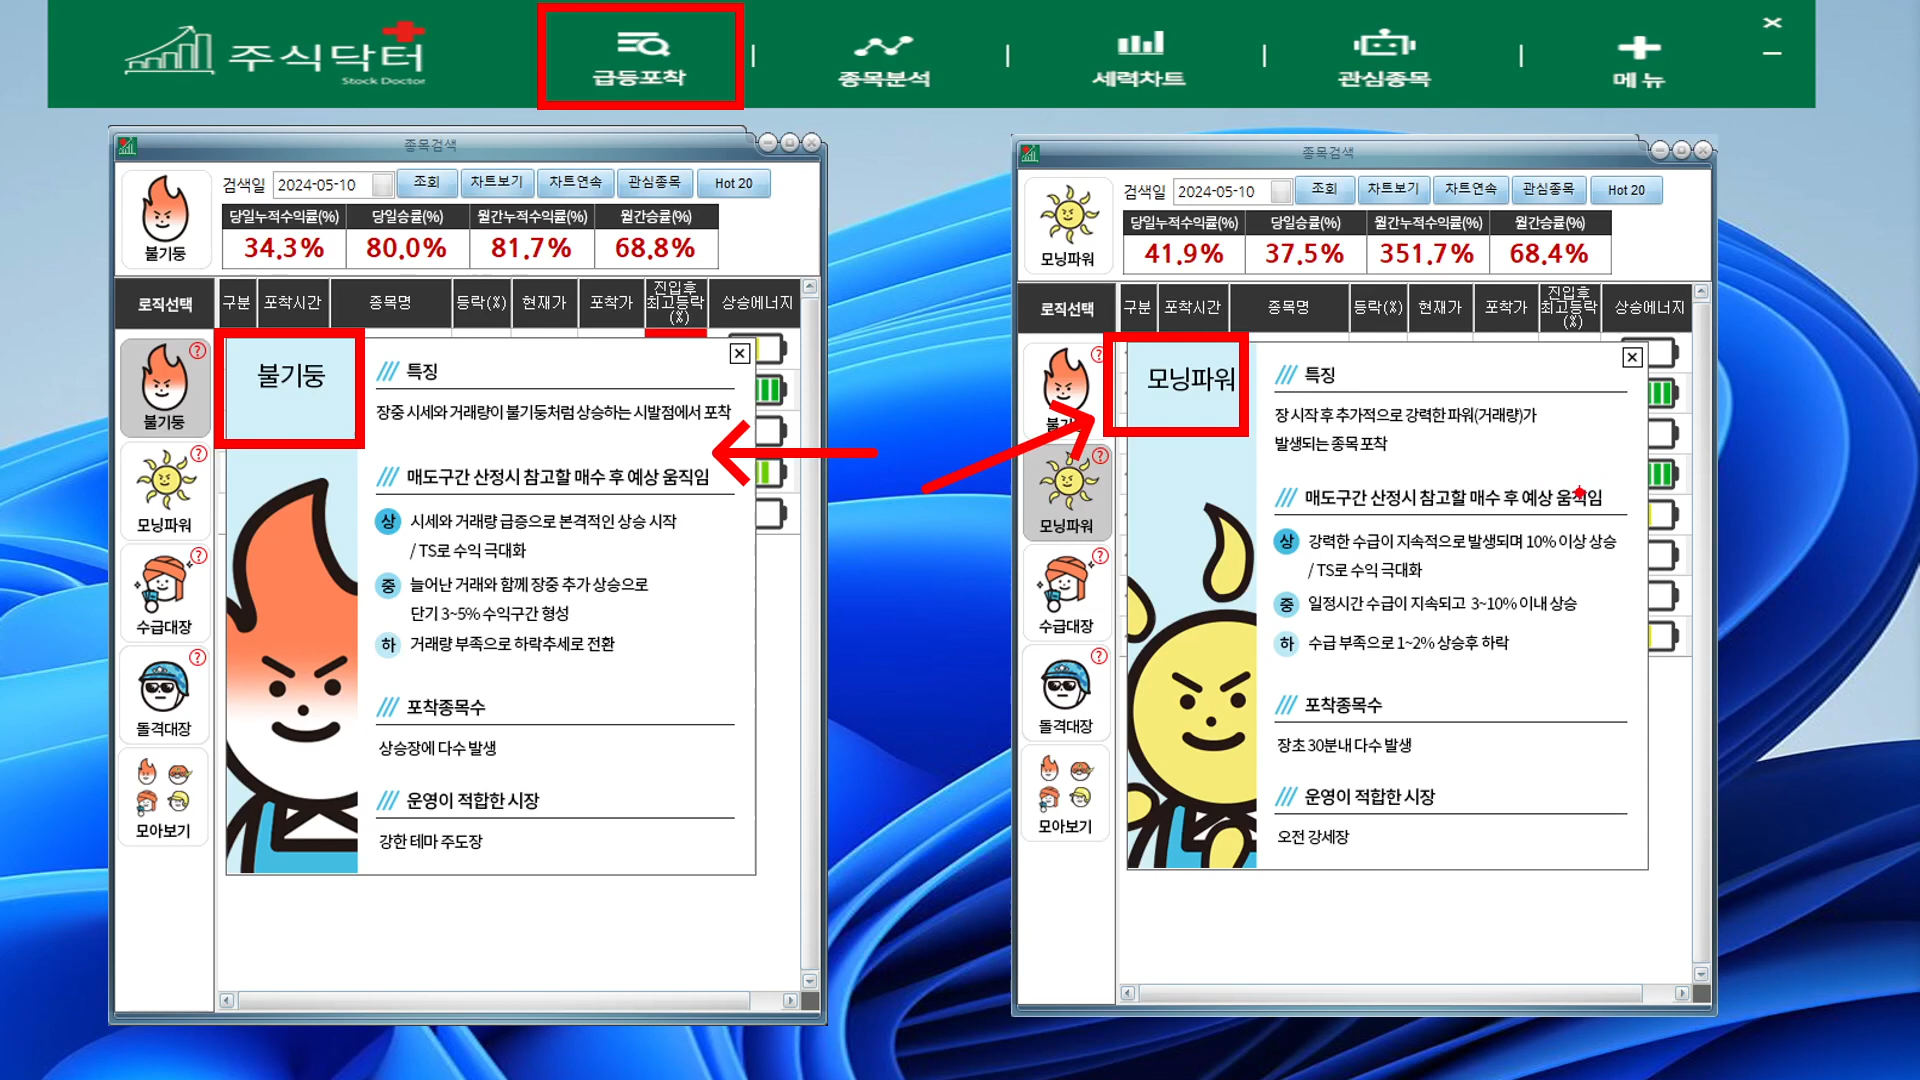 주식닥터
Stock Doctor
급등포착
종목분석
세력차트
관심종목
메뉴
종목검색
불기둥
검색일 2024-05-10 조회 차트보기 차트연속 관심종목 Hot 20
당일누적수익률(%) 당일승률(%) 월간누적수익률(%) 월간승률(%)
34.3% 80.0% 81.7% 68.8%
로직선택 구분 포착시간 종목명 등락(%) 현재가 포착가 진입후 최고등락 (%) 상승에너지
불기둥
모닝파워
수급대장
돌격대장
모아보기
불기둥
특징
장중 시세와 거래량이 불기둥처럼 상승하는 시발점에서 포착
매도구간 산정시 참고할 매수 후 예상 움직임
상 시세와 거래량 급증으로 본격적인 상승 시작
/ TS로 수익 극대화
중 늘어난 거래와 함께 장중 추가 상승으로
단기 3~5% 수익구간 형성
하 거래량 부족으로 하락추세로 전환
포착종목수
상승장에 다수 발생
운영이 적합한 시장
강한 테마 주도장
종목검색
모닝파워
검색일 2024-05-10 조회 차트보기 차트연속 관심종목 Hot 20
당일누적수익률(%) 당일승률(%) 월간누적수익률(%) 월간승률(%)
41.9% 37.5% 351.7% 68.4%
로직선택 구분 포착시간 종목명 등락(%) 현재가 포착가 진입후 최고등락 (%) 상승에너지
모닝파워
수급대장
돌격대장
모아보기
모닝파워
특징
장 시작 후 추가적으로 강력한 파워(거래량)가
발생되는 종목 포착
매도구간 산정시 참고할 매수 후 예상 움직임
상 강력한 수급이 지속적으로 발생되며 10% 이상 상승
/ TS로 수익 극대화
중 일정시간 수급이 지속되고 3~10% 이내 상승
하 수급 부족으로 1~2% 상승후 하락
포착종목수
장초 30분내 다수 발생
운영이 적합한 시장
오전 강세장